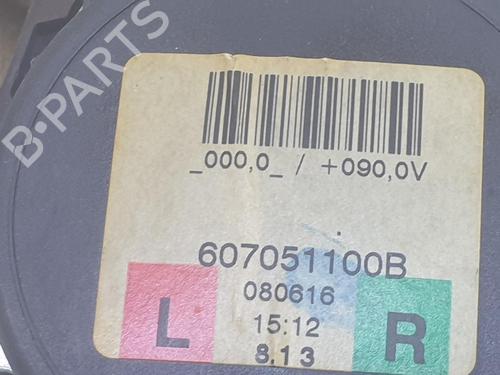 B-PARTS
_000,0_ / +090,0V
607051100B
080616
15:12
8.13
L
R